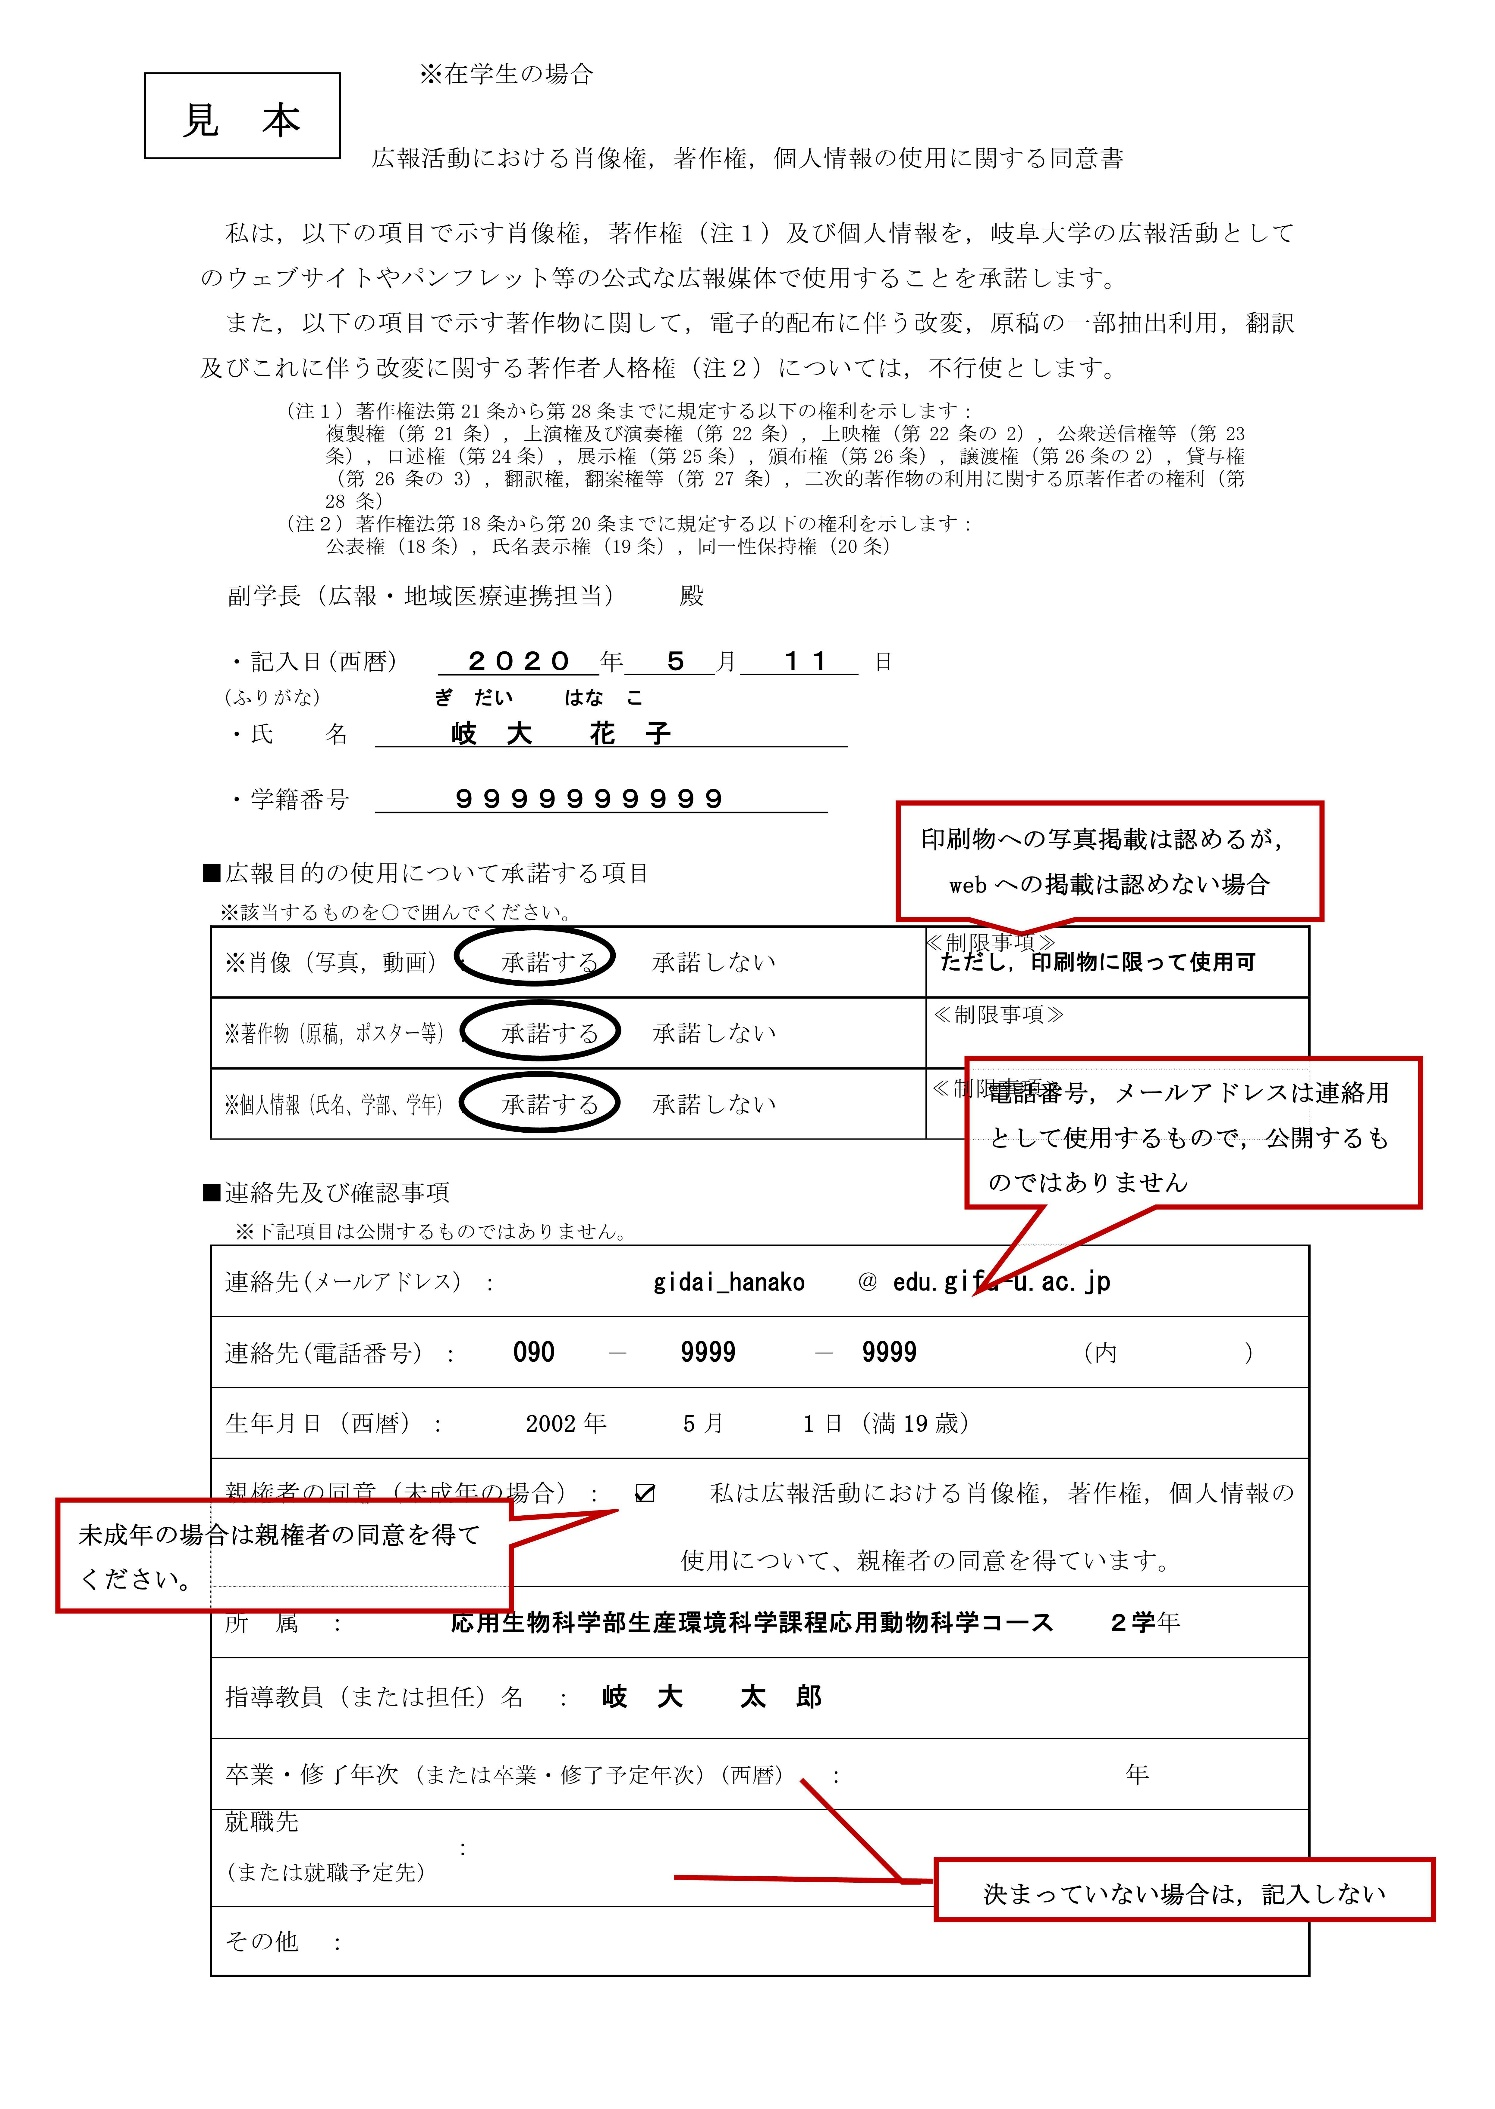 ※在学生の場合
見 本
広報活動における肖像権，著作権，個人情報の使用に関する同意書
私は，以下の項目で示す肖像権，著作権（注１）及び個人情報を，岐阜大学の広報活動として
のウェブサイトやパンフレット等の公式な広報媒体で使用することを承諾します。
また，以下の項目で示す著作物に関して，電子的配布に伴う改変，原稿の一部抽出利用，翻訳
及びこれに伴う改変に関する著作者人格権（注２）については，不行使とします。
（注１）著作権法第 21 条から第 28 条までに規定する以下の権利を示します：
複製権（第 21 条），上演権及び演奏権（第 22 条），上映権（第 22 条の 2），公衆送信権等（第 23
条），口述権（第 24 条），展示権（第 25 条），頒布権（第 26 条），譲渡権（第 26 条の 2），貸与権
（第 26 条の 3），翻訳権，翻案権等（第 27 条），二次的著作物の利用に関する原著作者の権利（第
28 条）
（注２）著作権法第 18 条から第 20 条までに規定する以下の権利を示します：
公表権（18 条），氏名表示権（19 条），同一性保持権（20 条）
副学長（広報・地域医療連携担当） 殿
・記入日(西暦) ２０２０ 年 ５ 月 １１ 日
(ふりがな) ぎ だい はな こ
・氏 名 岐 大 花 子
・学籍番号 ９９９９９９９９９９
印刷物への写真掲載は認めるが，
web への掲載は認めない場合
■広報目的の使用について承諾する項目
※該当するものを○で囲んでください。
※肖像（写真，動画） 承諾する 承諾しない ≪制限事項≫
ただし，印刷物に限って使用可
※著作物（原稿，ポスター等） 承諾する 承諾しない ≪制限事項≫
※個人情報（氏名、学部、学年） 承諾する 承諾しない ≪制限事項≫
電話番号，メールアドレスは連絡用
として使用するもので，公開するも
のではありません
■連絡先及び確認事項
※下記項目は公開するものではありません。
連絡先(メールアドレス) ： gidai_hanako @ edu.gifu-u.ac.jp
連絡先(電話番号) ： 090 － 9999 － 9999 （内 ）
生年月日（西暦）： 2002 年 5 月 1 日（満 19 歳）
親権者の同意（未成年の場合）： ☑ 私は広報活動における肖像権，著作権，個人情報の
使用について、親権者の同意を得ています。
未成年の場合は親権者の同意を得て
ください。
所 属 ： 応用生物科学部生産環境科学課程応用動物科学コース ２学年
指導教員（または担任）名 ： 岐 大 太 郎
卒業・修了年次（または卒業・修了予定年次）（西暦） ： 年
就職先
：
（または就職予定先）
決まっていない場合は，記入しない
その他 ：